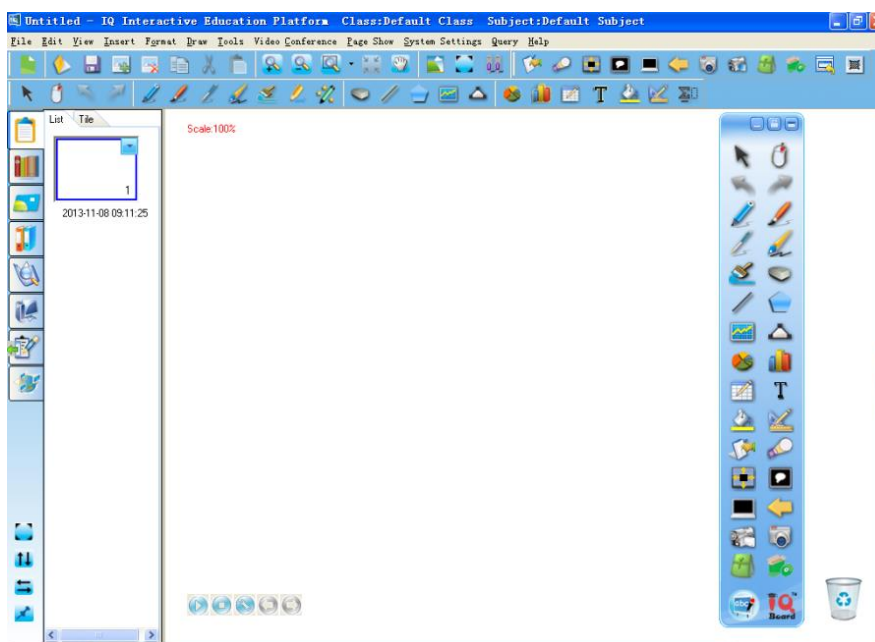 Untitled - IQ Interactive Education Platform Class:Default Class Subject:Default Subject
File Edit View Insert Format Draw Tools Video Conference Page Show System Settings Query Help
List Tile
Scale:100%
1
2013-11-08 09:11:25
T
T
abc
iQ
Board